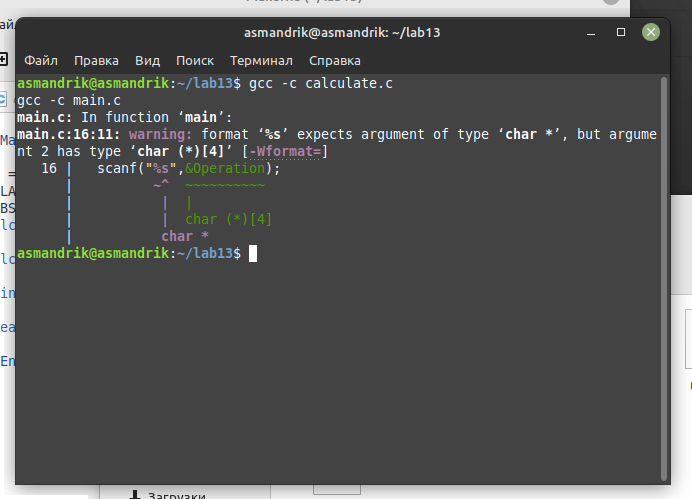 asmandrik@asmandrik: ~/lab13
Файл Правка Вид Поиск Терминал Справка
asmandrik@asmandrik:~/lab13$ gcc -c calculate.c
gcc -c main.c
main.c: In function ‘main’:
main.c:16:11: warning: format ‘%s’ expects argument of type ‘char *’, but argume
nt 2 has type ‘char (*)[4]’ [-Wformat=]
16 | scanf("%s",&Operation);
| ~^ ~~~~~~~~~~
| | |
| | char (*)[4]
| char *
asmandrik@asmandrik:~/lab13$
Загрузки